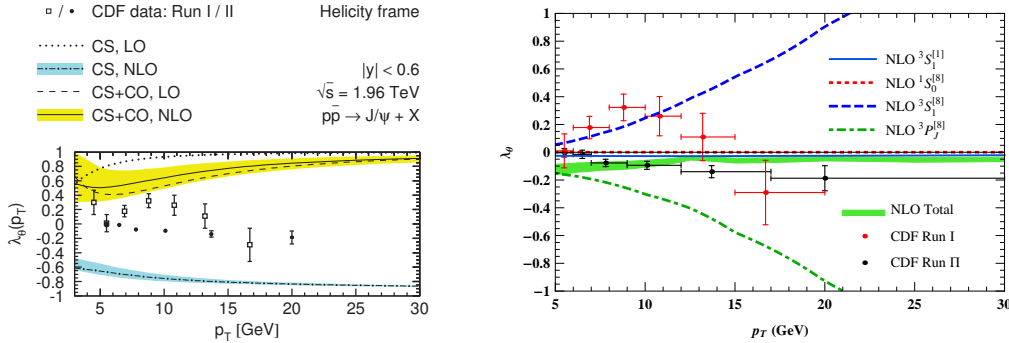 CDF data: Run I / II
Helicity frame
CS, LO
CS, NLO
|y| < 0.6
CS+CO, LO
√s = 1.96 TeV
CS+CO, NLO
pp̄ → J/ψ + X
λθ(pT)
1
0.8
0.6
0.4
0.2
-0
-0.2
-0.4
-0.6
-0.8
-1
5
10
15
20
25
30
pT [GeV]
λθ
0.8
0.6
0.4
0.2
0
-0.2
-0.4
-0.6
-0.8
-1
5
10
15
20
25
30
pT (GeV)
NLO ³S₁[1]
NLO ¹S₀[8]
NLO ³S₁[8]
NLO ³PJ[8]
NLO Total
CDF Run I
CDF Run II